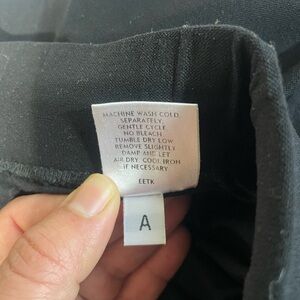 MACHINE WASH COLD,
SEPARATELY,
GENTLE CYCLE
NO BLEACH
TUMBLE DRY LOW
REMOVE SLIGHTLY
DAMP AND LET
AIR DRY. COOL IRON
IF NECESSARY
EETK
A